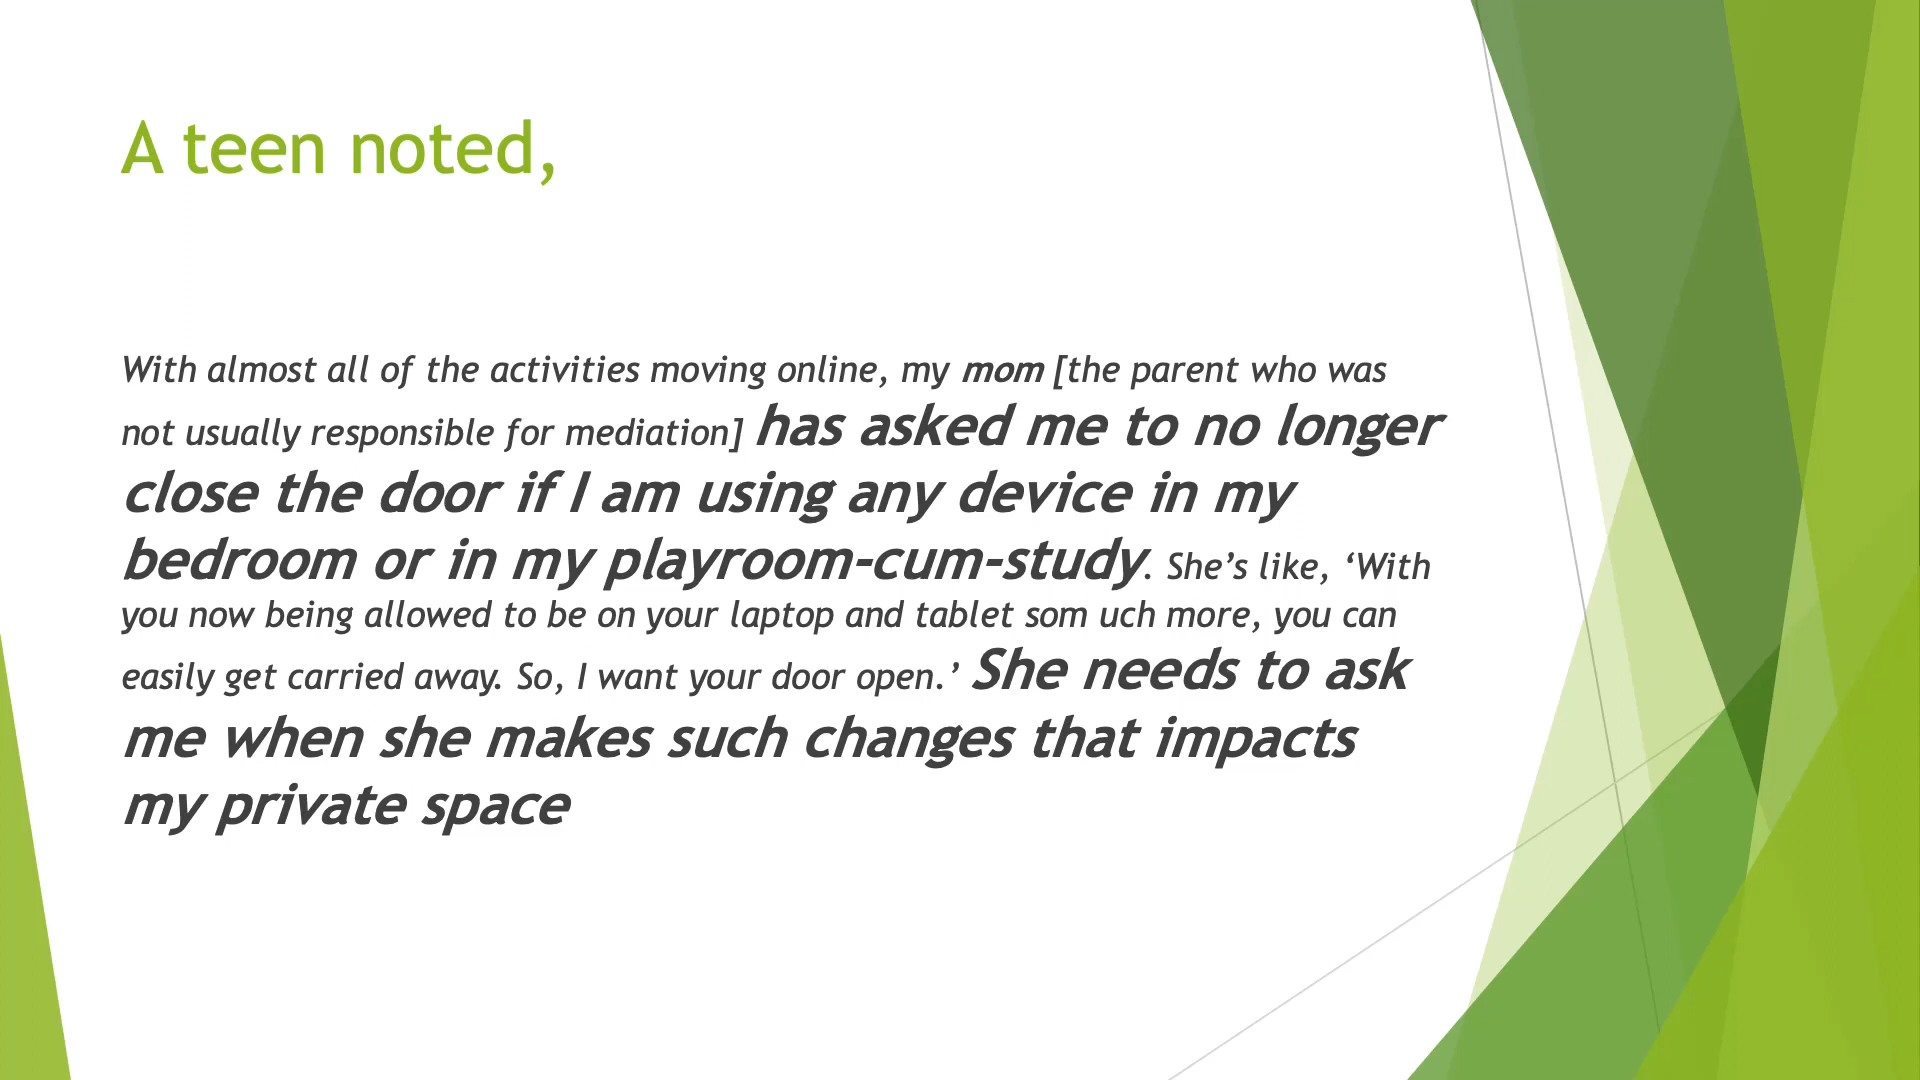 A teen noted,
With almost all of the activities moving online, my mom [the parent who was
not usually responsible for mediation] has asked me to no longer
close the door if I am using any device in my
bedroom or in my playroom-cum-study. She’s like, ‘With
you now being allowed to be on your laptop and tablet som uch more, you can
easily get carried away. So, I want your door open.’ She needs to ask
me when she makes such changes that impacts
my private space